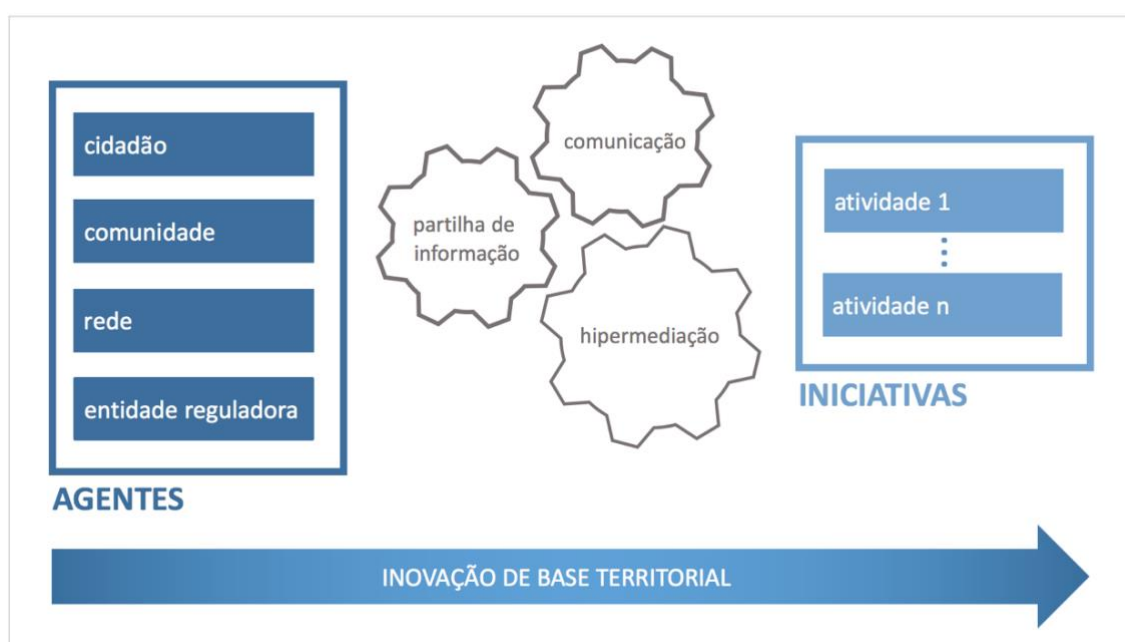 cidadão
comunidade
rede
entidade reguladora
AGENTES
partilha de
informação
comunicação
hipermediação
atividade 1
atividade n
INICIATIVAS
INOVAÇÃO DE BASE TERRITORIAL